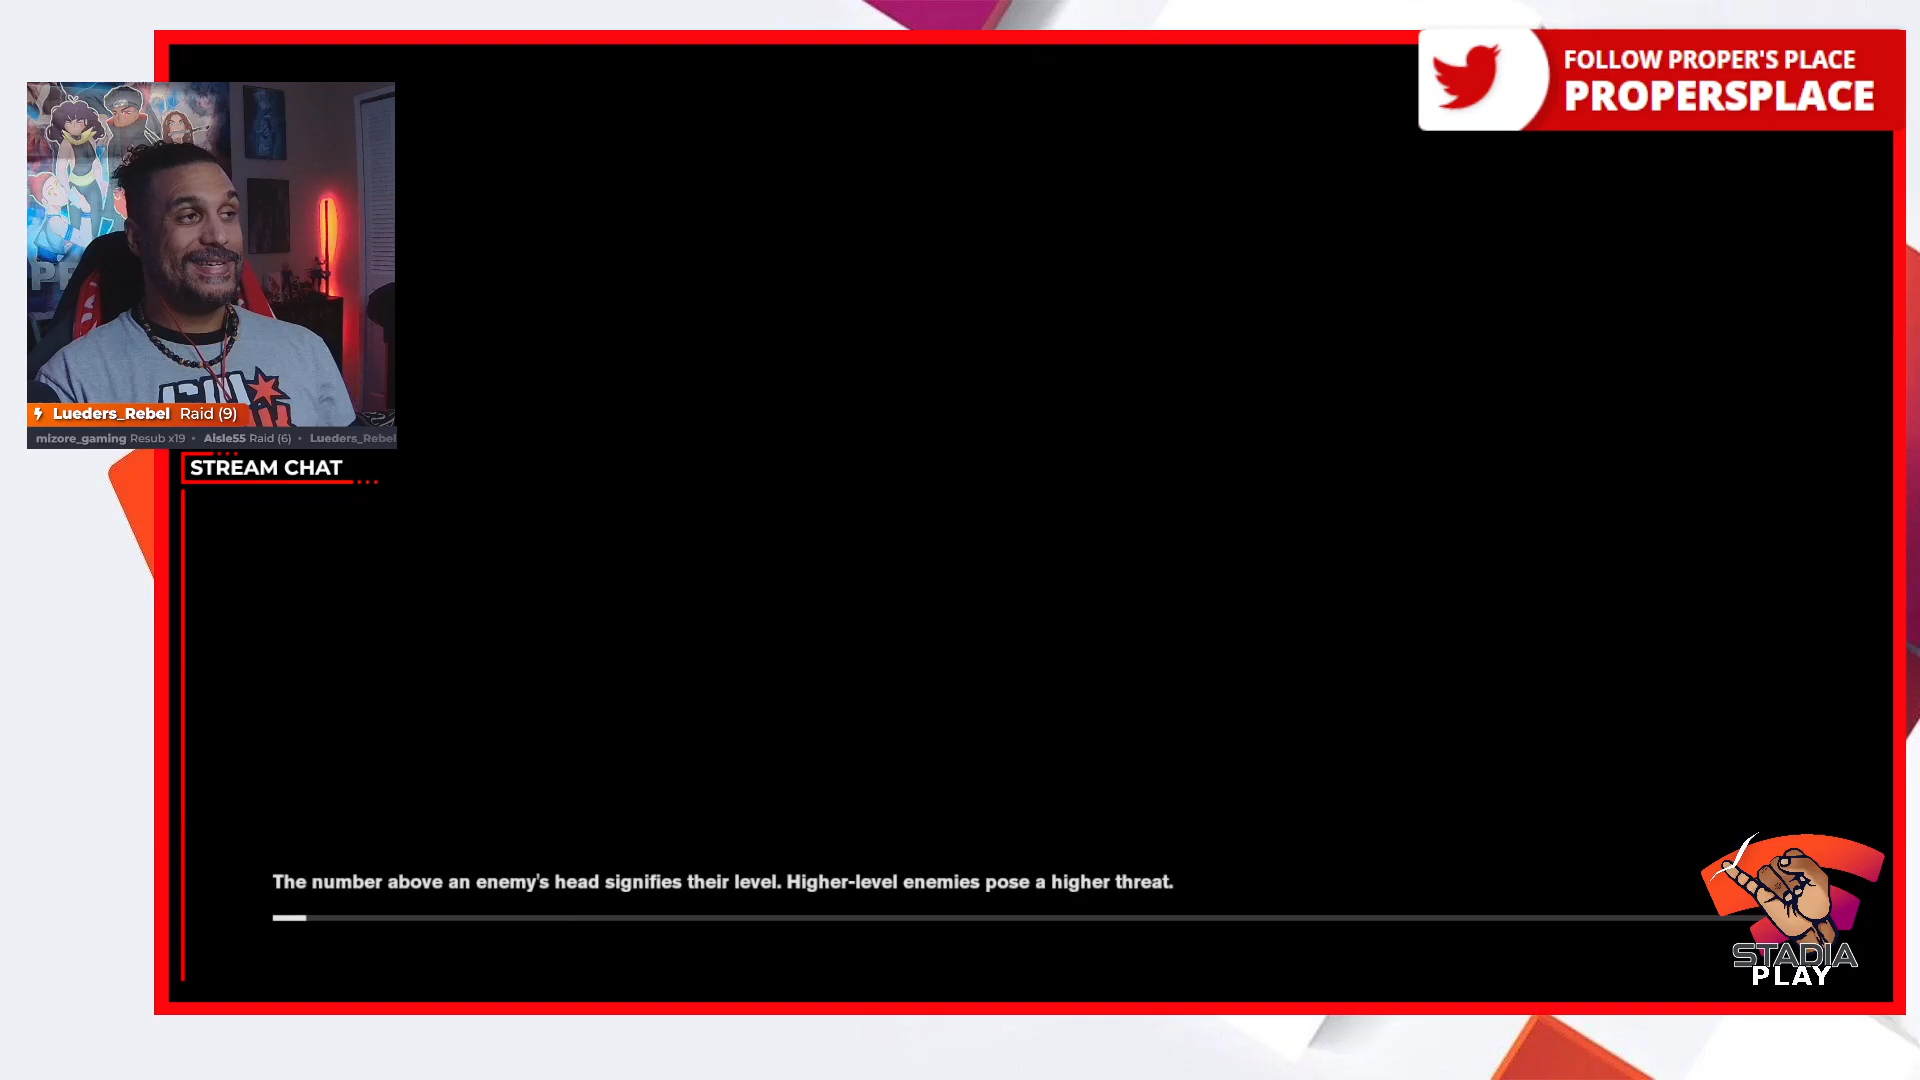 FOLLOW PROPER'S PLACE
PROPERSPLACE
Lueders_Rebel Raid (9)
mizore_gaming Resub x19 • Aisle55 Raid (6) • Lueders_Rebel
STREAM CHAT
The number above an enemy's head signifies their level. Higher-level enemies pose a higher threat.
STADIA
PLAY